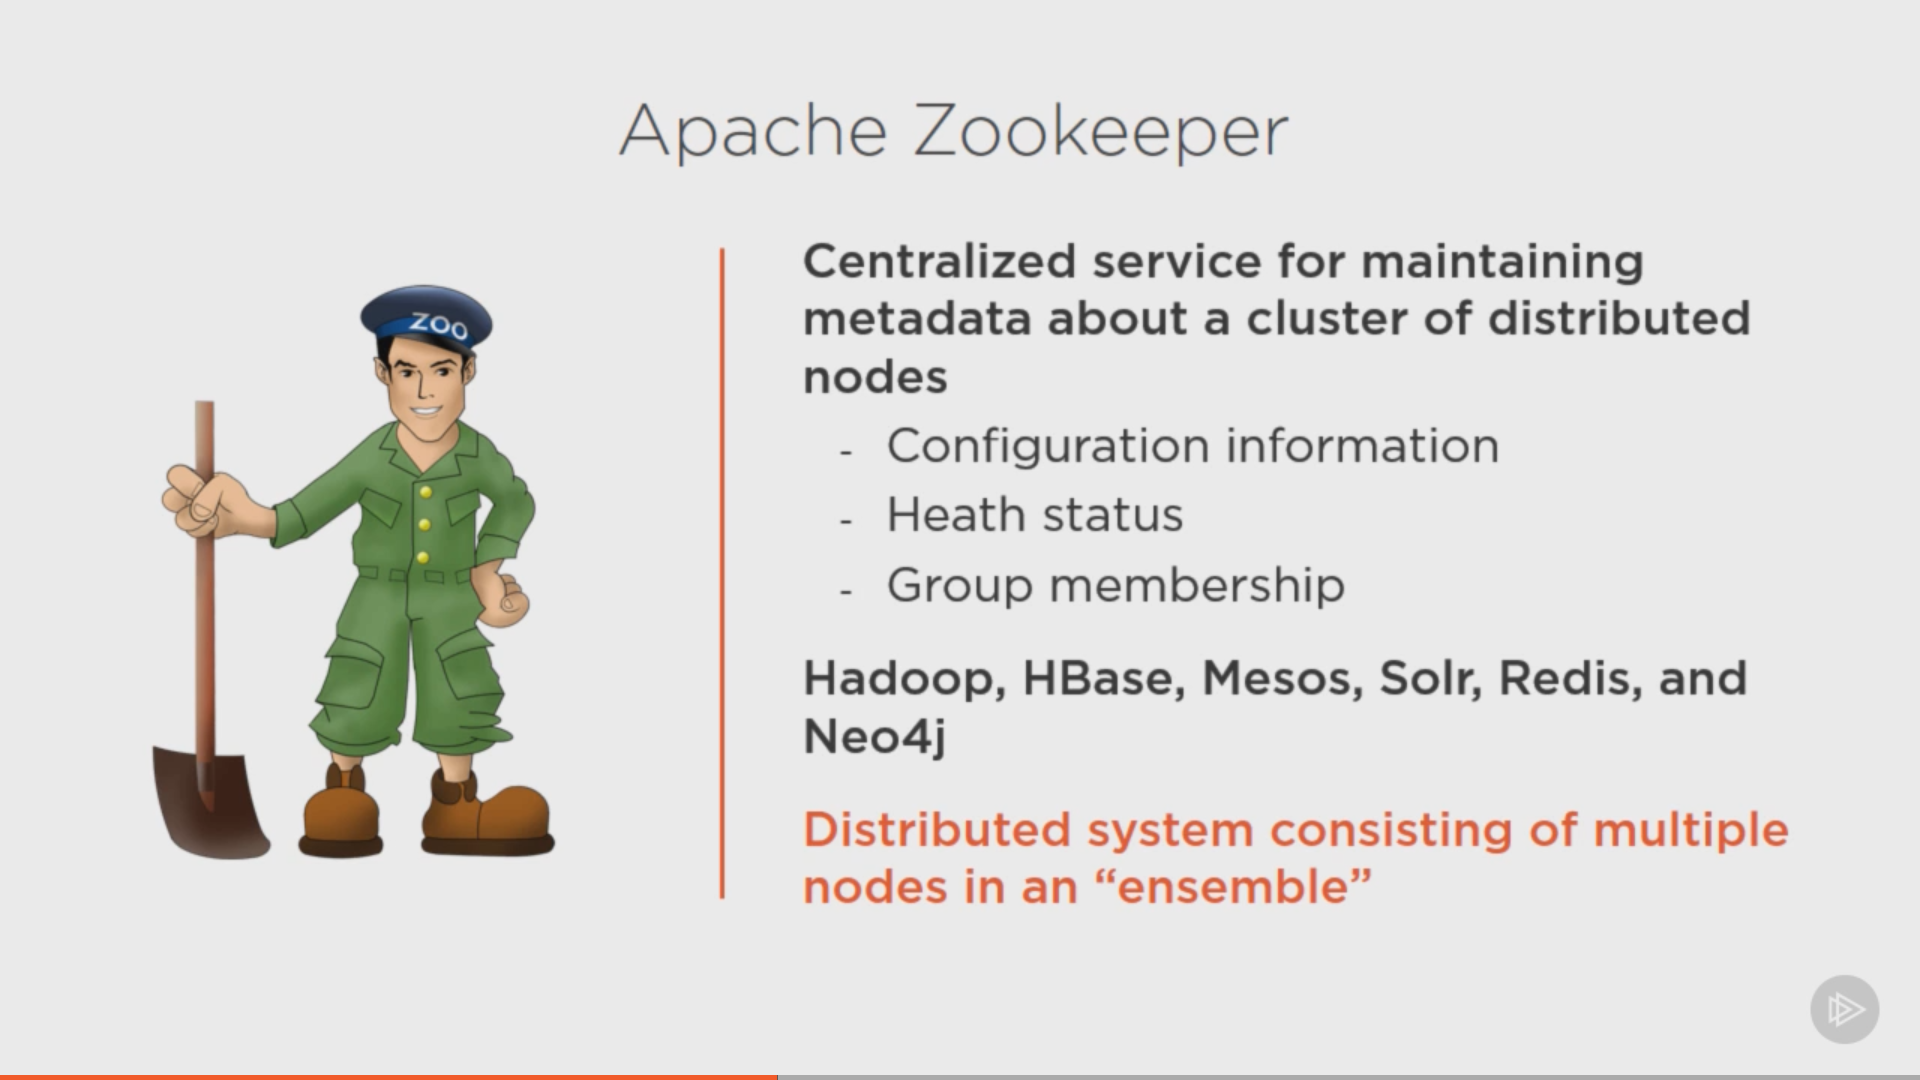 Apache Zookeeper
ZOO
Centralized service for maintaining
metadata about a cluster of distributed
nodes
- Configuration information
- Heath status
- Group membership
Hadoop, HBase, Mesos, Solr, Redis, and
Neo4j
Distributed system consisting of multiple
nodes in an “ensemble”